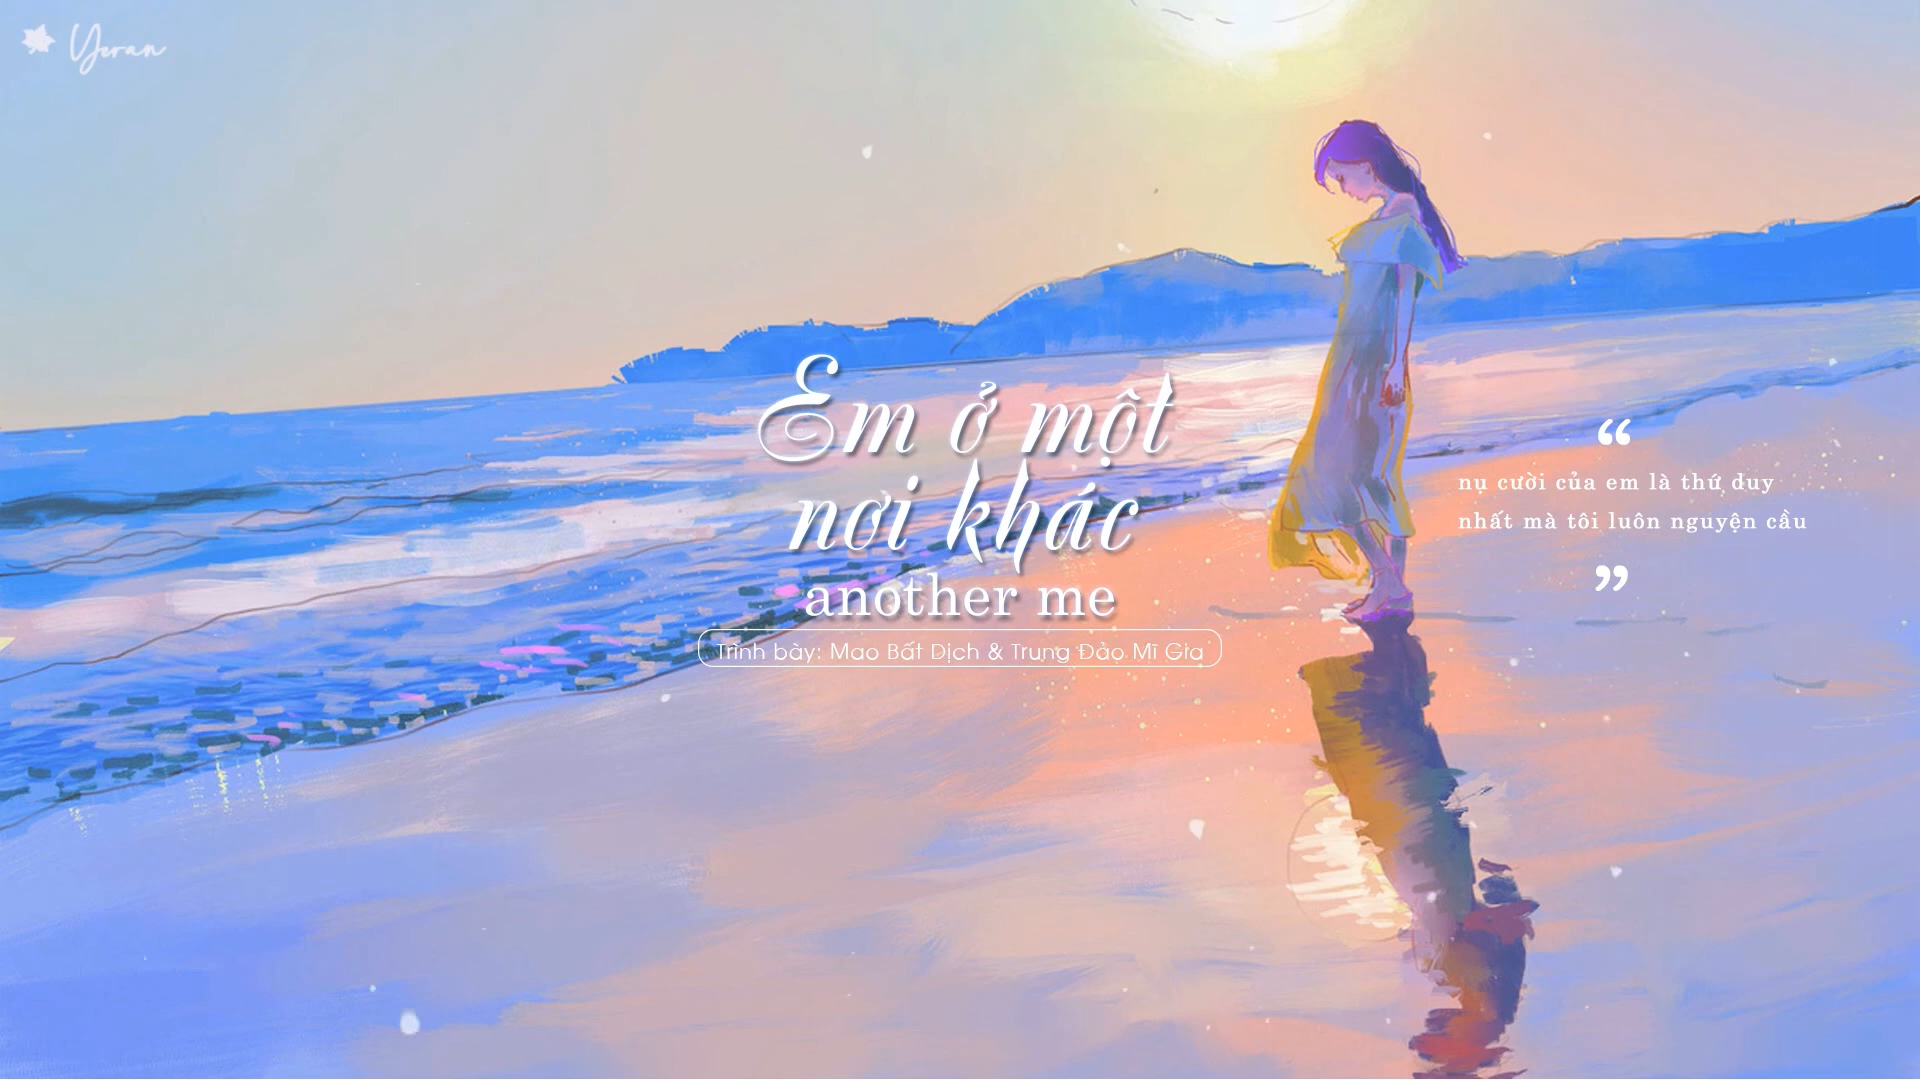 Yeran
Em ở một
nơi khác
another me
Trình bày: Mao Bất Dịch & Trung Đảo Mĩ Gia
“
nụ cười của em là thứ duy
nhất mà tôi luôn nguyện cầu
”